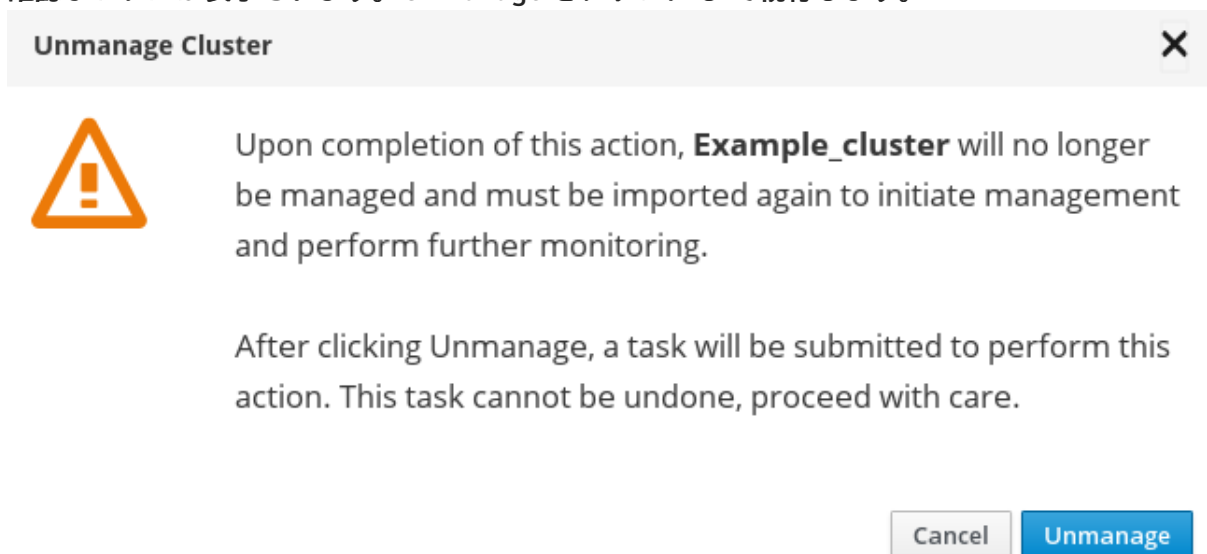 Unmanage Cluster
Upon completion of this action, Example_cluster will no longer
be managed and must be imported again to initiate management
and perform further monitoring.
After clicking Unmanage, a task will be submitted to perform this
action. This task cannot be undone, proceed with care.
Cancel Unmanage